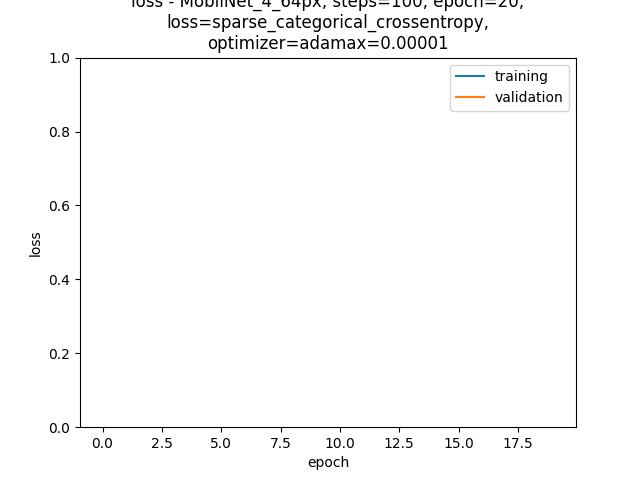 loss - MobilNet_4_64px, steps=100, epoch=20,
loss=sparse_categorical_crossentropy,
optimizer=adamax=0.00001
1.0
training
validation
0.8
0.6
loss
0.4
0.2
0.0
0.0 2.5 5.0 7.5 10.0 12.5 15.0 17.5
epoch